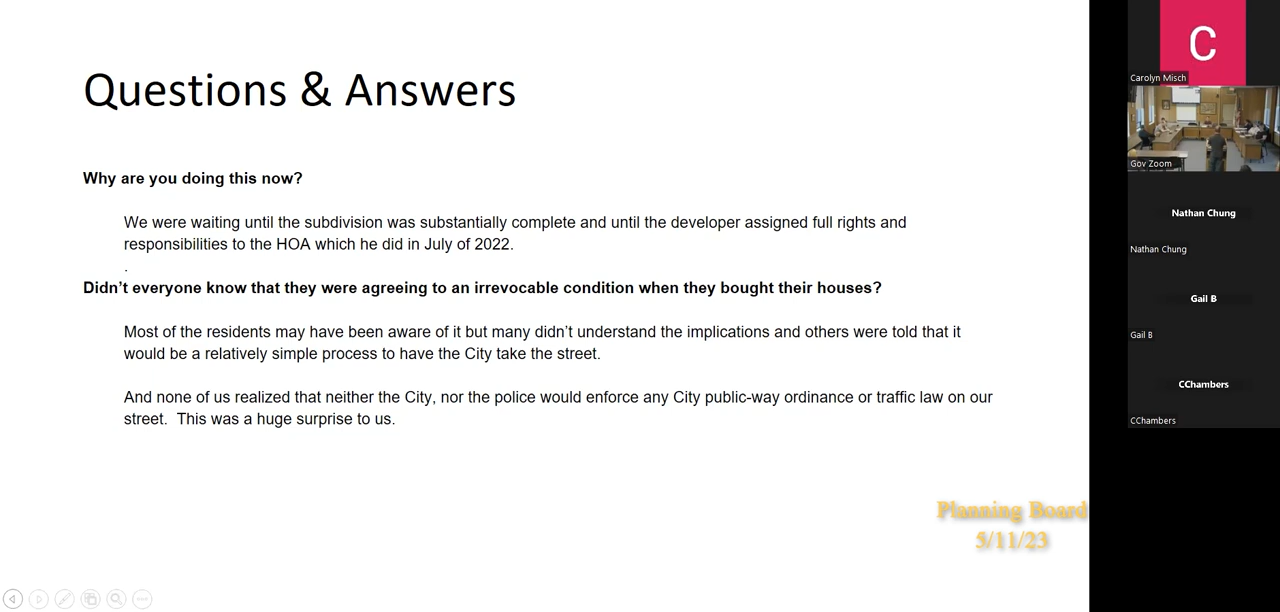 Questions & Answers
Why are you doing this now?
We were waiting until the subdivision was substantially complete and until the developer assigned full rights and
responsibilities to the HOA which he did in July of 2022.
.
Didn't everyone know that they were agreeing to an irrevocable condition when they bought their houses?
Most of the residents may have been aware of it but many didn't understand the implications and others were told that it
would be a relatively simple process to have the City take the street.
And none of us realized that neither the City, nor the police would enforce any City public-way ordinance or traffic law on our
street.  This was a huge surprise to us.
Planning Board
5/11/23
C
Carolyn Misch
Gov Zoom
Nathan Chung
Nathan Chung
Gail B
Gail B
CChambers
CChambers